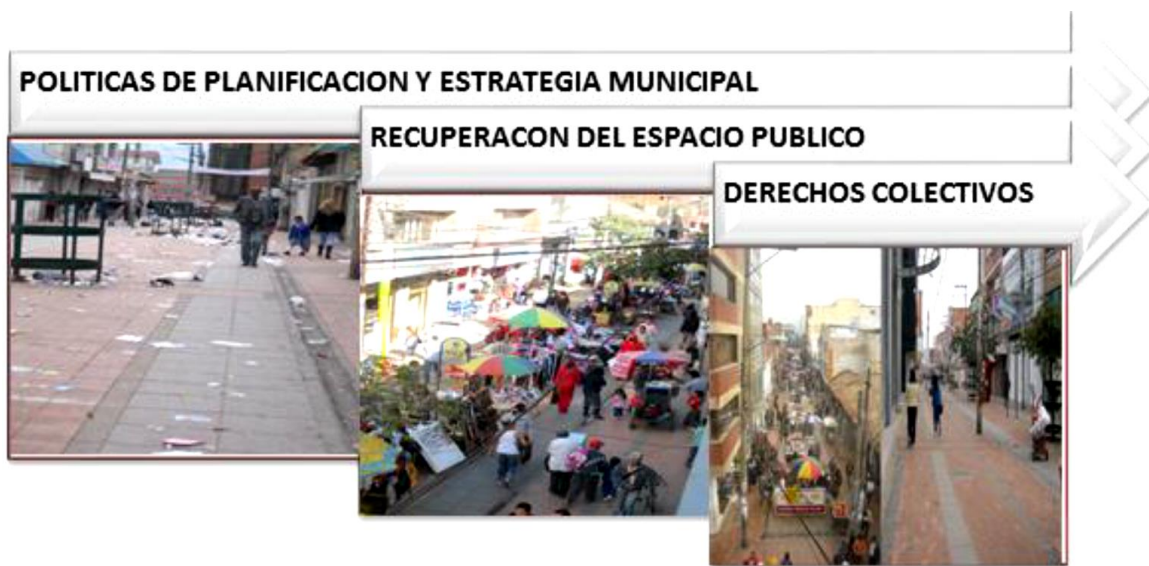 POLITICAS DE PLANIFICACION Y ESTRATEGIA MUNICIPAL
RECUPERACON DEL ESPACIO PUBLICO
DERECHOS COLECTIVOS